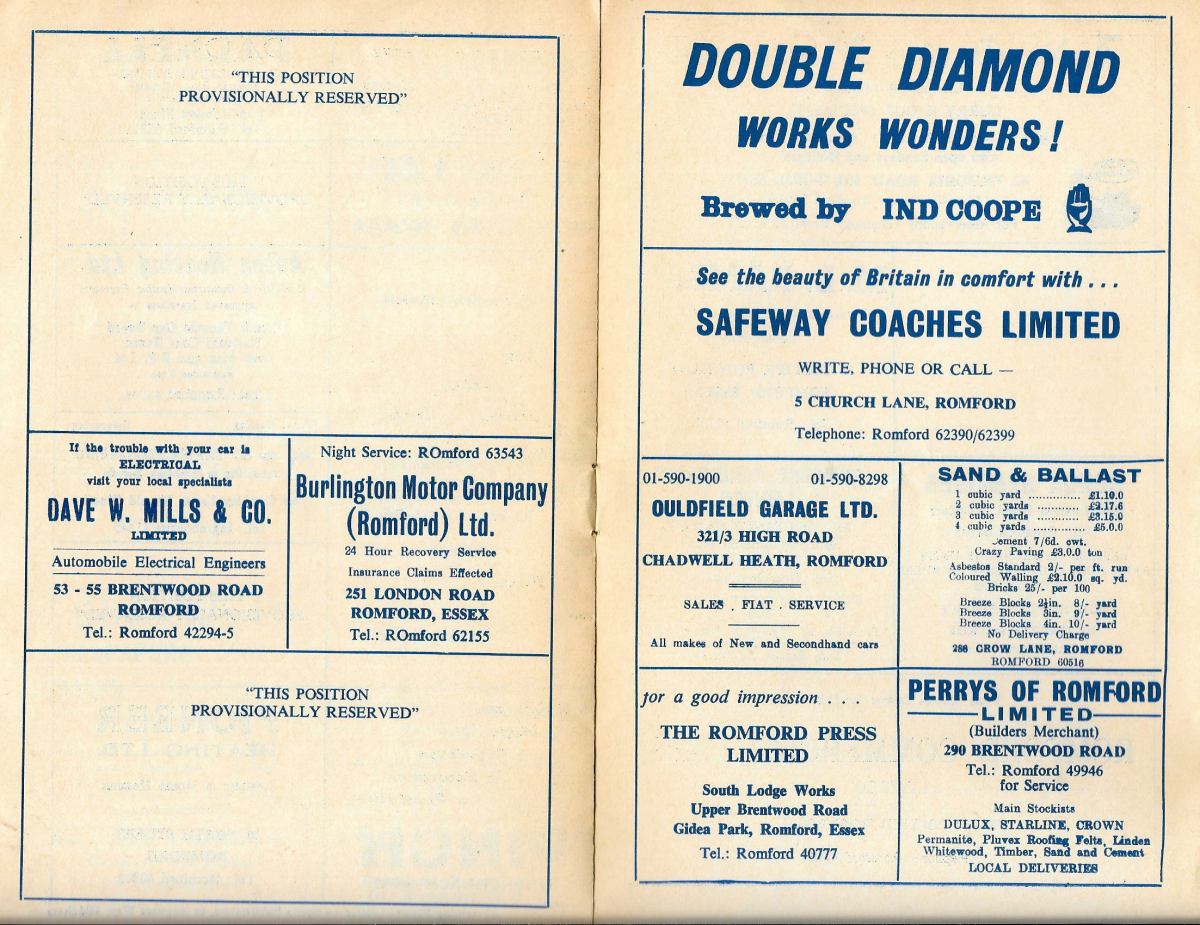 "THIS POSITION
PROVISIONALLY RESERVED"
If the trouble with your car is
ELECTRICAL
visit your local specialists
DAVE W. MILLS & CO.
LIMITED
Automobile Electrical Engineers
53 - 55 BRENTWOOD ROAD
ROMFORD
Tel.: Romford 42294-5
Night Service: ROmford 63543
Burlington Motor Company
(Romford) Ltd.
24 Hour Recovery Service
Insurance Claims Effected
251 LONDON ROAD
ROMFORD, ESSEX
Tel.: ROmford 62155
"THIS POSITION
PROVISIONALLY RESERVED"
DOUBLE DIAMOND
WORKS WONDERS!
Brewed by IND COOPE
See the beauty of Britain in comfort with . . .
SAFEWAY COACHES LIMITED
WRITE, PHONE OR CALL —
5 CHURCH LANE, ROMFORD
Telephone: Romford 62390/62399
01-590-1900 01-590-8298
OULDFIELD GARAGE LTD.
321/3 HIGH ROAD
CHADWELL HEATH, ROMFORD
SALES . FIAT . SERVICE
All makes of New and Secondhand cars
SAND & BALLAST
1 cubic yard .............. £1.10.0
2 cubic yards ............ £2.17.6
3 cubic yards ............ £3.15.0
4 cubic yards ............ £5.0.0
Cement 7/6d. cwt.
Crazy Paving £3.0.0 ton
Asbestos Standard 2/- per ft. run
Coloured Walling £2.10.0 sq. yd.
Bricks 25/- per 100
Breeze Blocks 2½in. 8/- yard
Breeze Blocks 3in. 9/- yard
Breeze Blocks 4in. 10/- yard
No Delivery Charge
286 CROW LANE, ROMFORD
ROMFORD 60516
for a good impression . . .
THE ROMFORD PRESS
LIMITED
South Lodge Works
Upper Brentwood Road
Gidea Park, Romford, Essex
Tel.: Romford 40777
PERRYS OF ROMFORD
LIMITED
(Builders Merchant)
290 BRENTWOOD ROAD
Tel.: Romford 49946
for Service
Main Stockists
DULUX, STARLINE, CROWN
Permanite, Pluvex Roofing Felts, Linden
Whitewood, Timber, Sand and Cement
LOCAL DELIVERIES